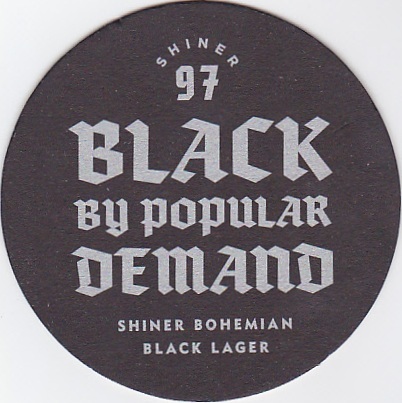 SHINER
97
BLACK
BY POPULAR
DEMAND
SHINER BOHEMIAN
BLACK LAGER